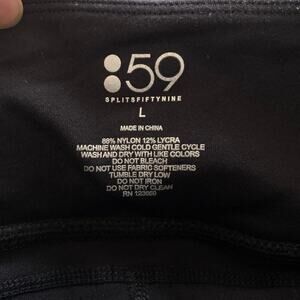 :59
SPLITSFIFTYNINE
L
MADE IN CHINA
88% NYLON 12% LYCRA
MACHINE WASH COLD GENTLE CYCLE
WASH AND DRY WITH LIKE COLORS
DO NOT BLEACH
DO NOT USE FABRIC SOFTENERS
TUMBLE DRY LOW
DO NOT IRON
DO NOT DRY CLEAN
RN